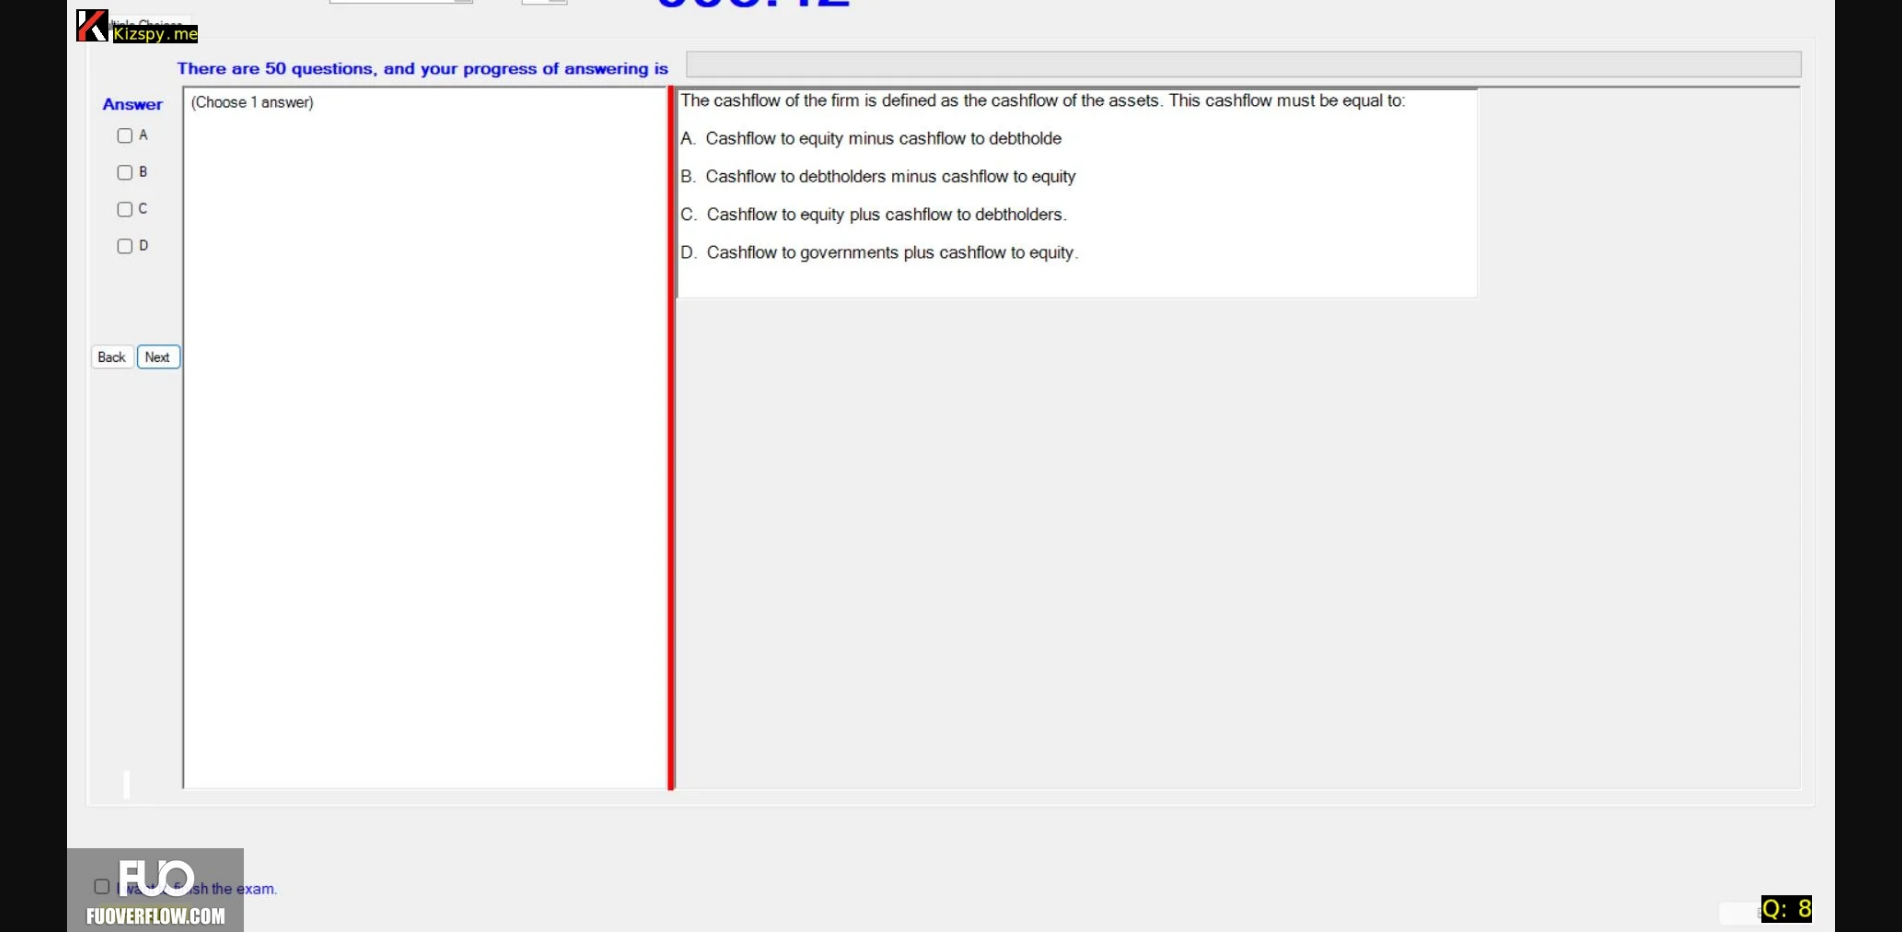 Kizspy.me
There are 50 questions, and your progress of answering is
Answer
(Choose 1 answer)
A
B
C
D
Back Next
The cashflow of the firm is defined as the cashflow of the assets. This cashflow must be equal to:
A. Cashflow to equity minus cashflow to debtholde
B. Cashflow to debtholders minus cashflow to equity
C. Cashflow to equity plus cashflow to debtholders.
D. Cashflow to governments plus cashflow to equity.
FUO
the exam.
FUOVERFLOW.COM
Q: 8